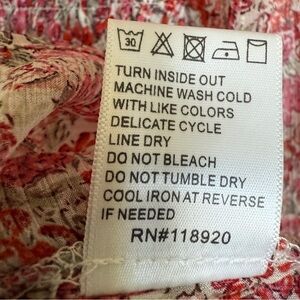 30
TURN INSIDE OUT
MACHINE WASH COLD
WITH LIKE COLORS
DELICATE CYCLE
LINE DRY
DO NOT BLEACH
DO NOT TUMBLE DRY
COOL IRON AT REVERSE
IF NEEDED
RN#118920